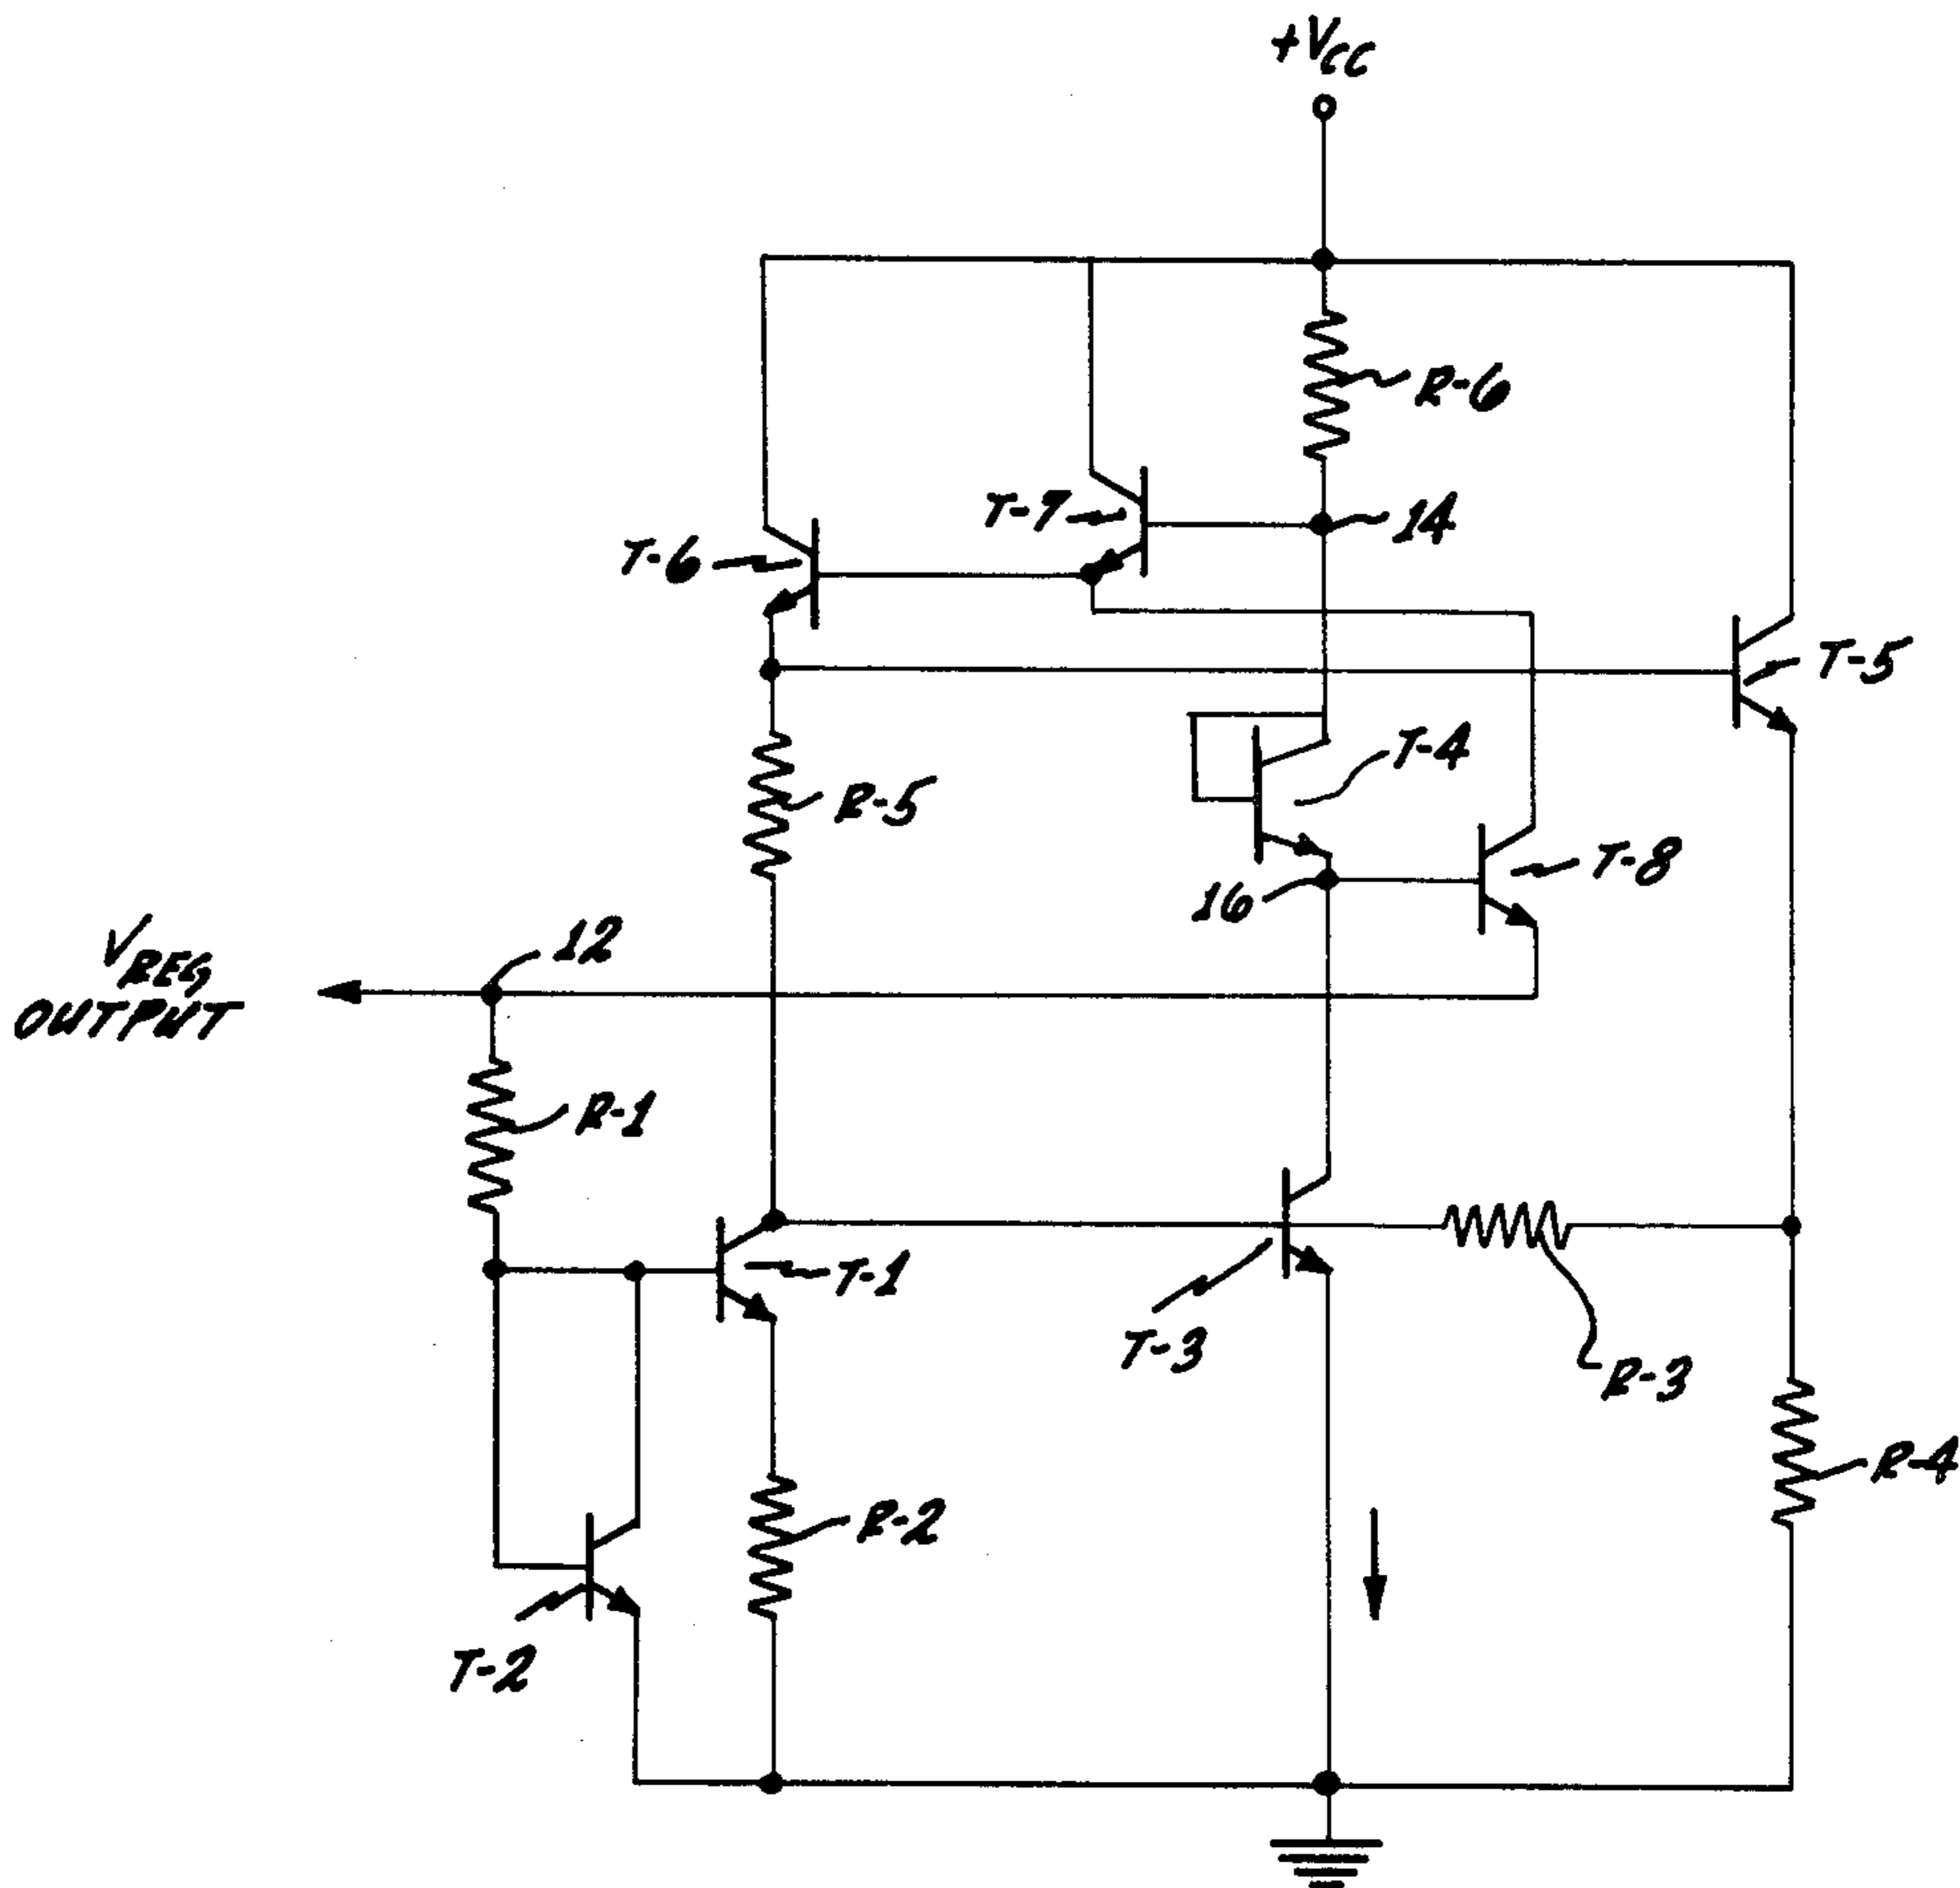 +VCC
R-6
T-7
14
T-6
T-5
T-4
R-5
T-8
16
12
VREG
OUTPUT
R-1
T-1
T-3
R-3
R-4
R-2
T-2